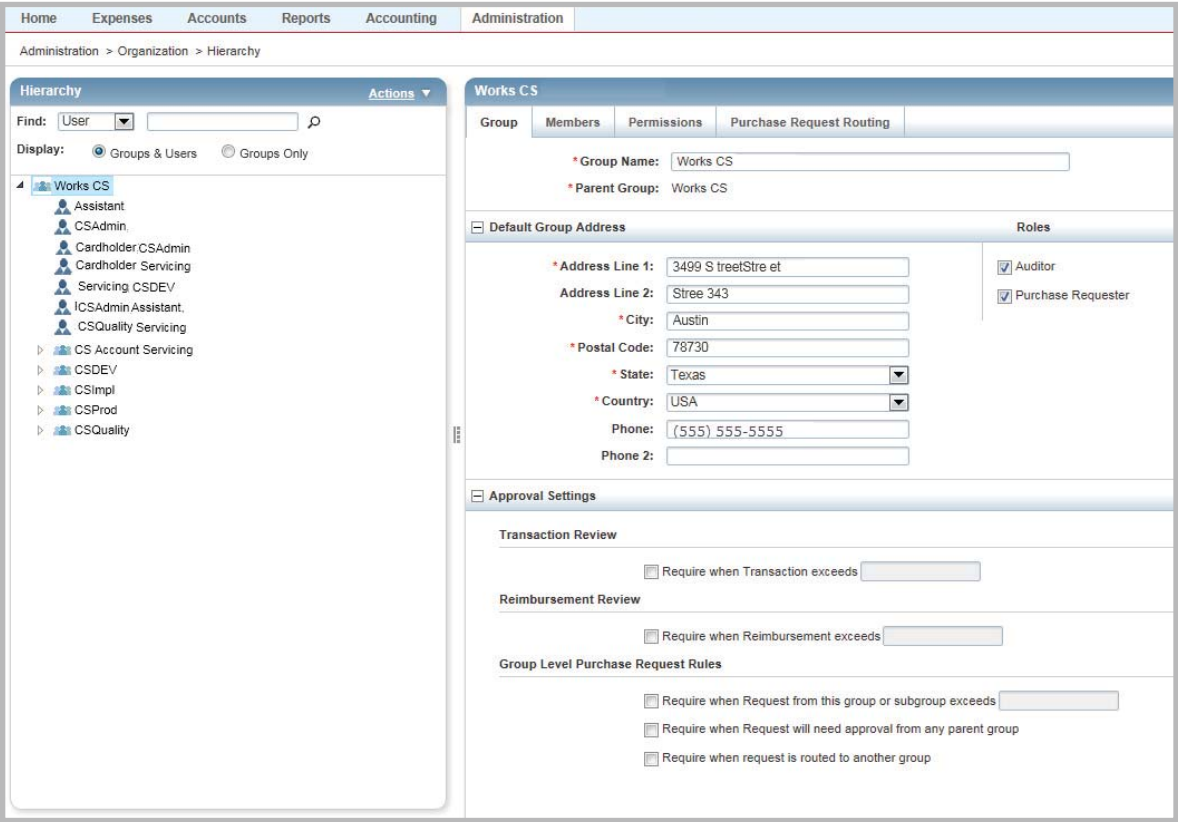 Home Expenses Accounts Reports Accounting Administration
Administration > Organization > Hierarchy
Hierarchy
Actions ▼
Find: User
Display: Groups & Users Groups Only
Works CS
Assistant
CSAdmin,
Cardholder CSAdmin
Cardholder Servicing
Servicing CSDEV
CSAdmin Assistant,
CSQuality Servicing
CS Account Servicing
CSDEV
CSImpl
CSProd
CSQuality
Works CS
Group Members Permissions Purchase Request Routing
*Group Name: Works CS
*Parent Group: Works CS
Default Group Address
*Address Line 1: 3499 S treetStre et
Address Line 2: Stree 343
*City: Austin
*Postal Code: 78730
*State: Texas
*Country: USA
Phone: (555) 555-5555
Phone 2:
Roles
Auditor
Purchase Requester
Approval Settings
Transaction Review
Require when Transaction exceeds
Reimbursement Review
Require when Reimbursement exceeds
Group Level Purchase Request Rules
Require when Request from this group or subgroup exceeds
Require when Request will need approval from any parent group
Require when request is routed to another group